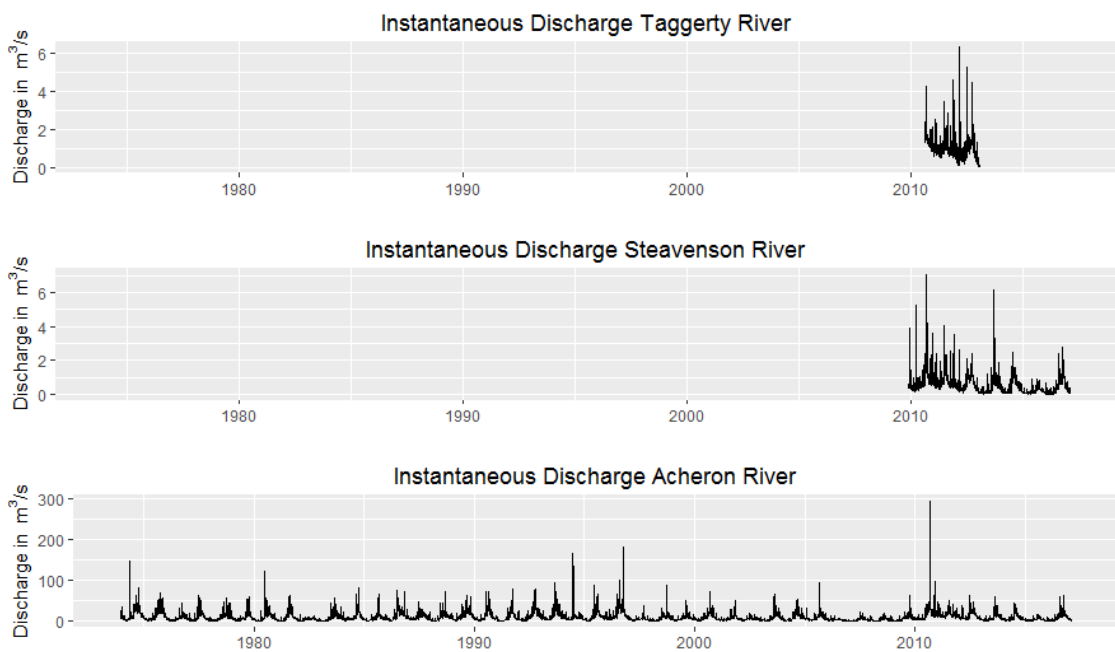 Instantaneous Discharge Taggerty River
Discharge in m³/s
6
4
2
0
1980 1990 2000 2010
Instantaneous Discharge Steavenson River
Discharge in m³/s
6
4
2
0
1980 1990 2000 2010
Instantaneous Discharge Acheron River
Discharge in m³/s
300
200
100
0
1980 1990 2000 2010